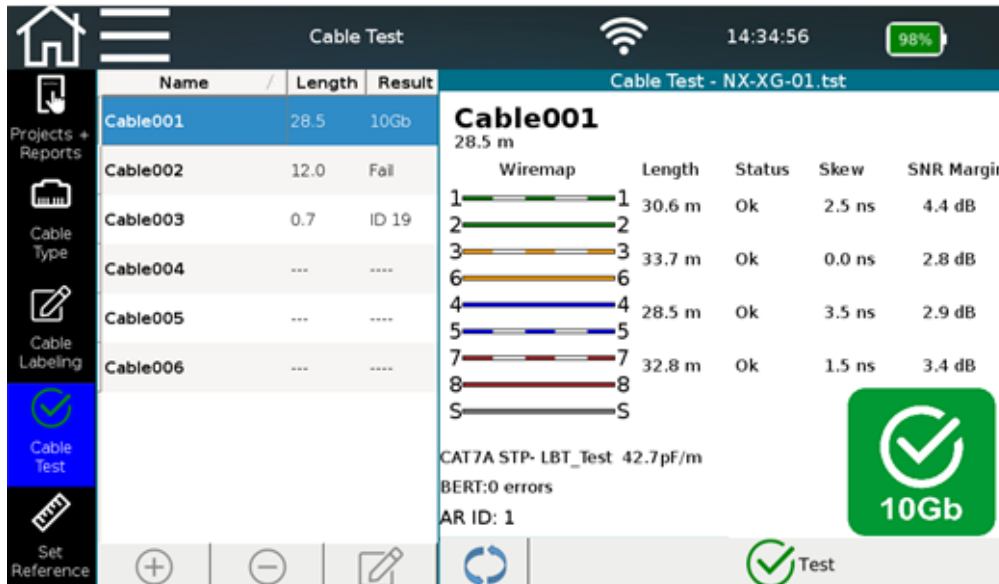 Cable Test
14:34:56
98%
Projects +
Reports
Cable
Type
Cable
Labeling
Cable
Test
Set
Reference
Name / Length Result
Cable001 28.5 10Gb
Cable002 12.0 Fail
Cable003 0.7 ID 19
Cable004 --- ----
Cable005 --- ----
Cable006 --- ----
Cable Test - NX-XG-01.tst
Cable001
28.5 m
Wiremap Length Status Skew SNR Margin
1 1
30.6 m Ok 2.5 ns 4.4 dB
2 2
3 3
33.7 m Ok 0.0 ns 2.8 dB
6 6
4 4
28.5 m Ok 3.5 ns 2.9 dB
5 5
7 7
32.8 m Ok 1.5 ns 3.4 dB
8 8
S S
CAT7A STP- LBT_Test 42.7pF/m
BERT:0 errors
AR ID: 1
10Gb
Test